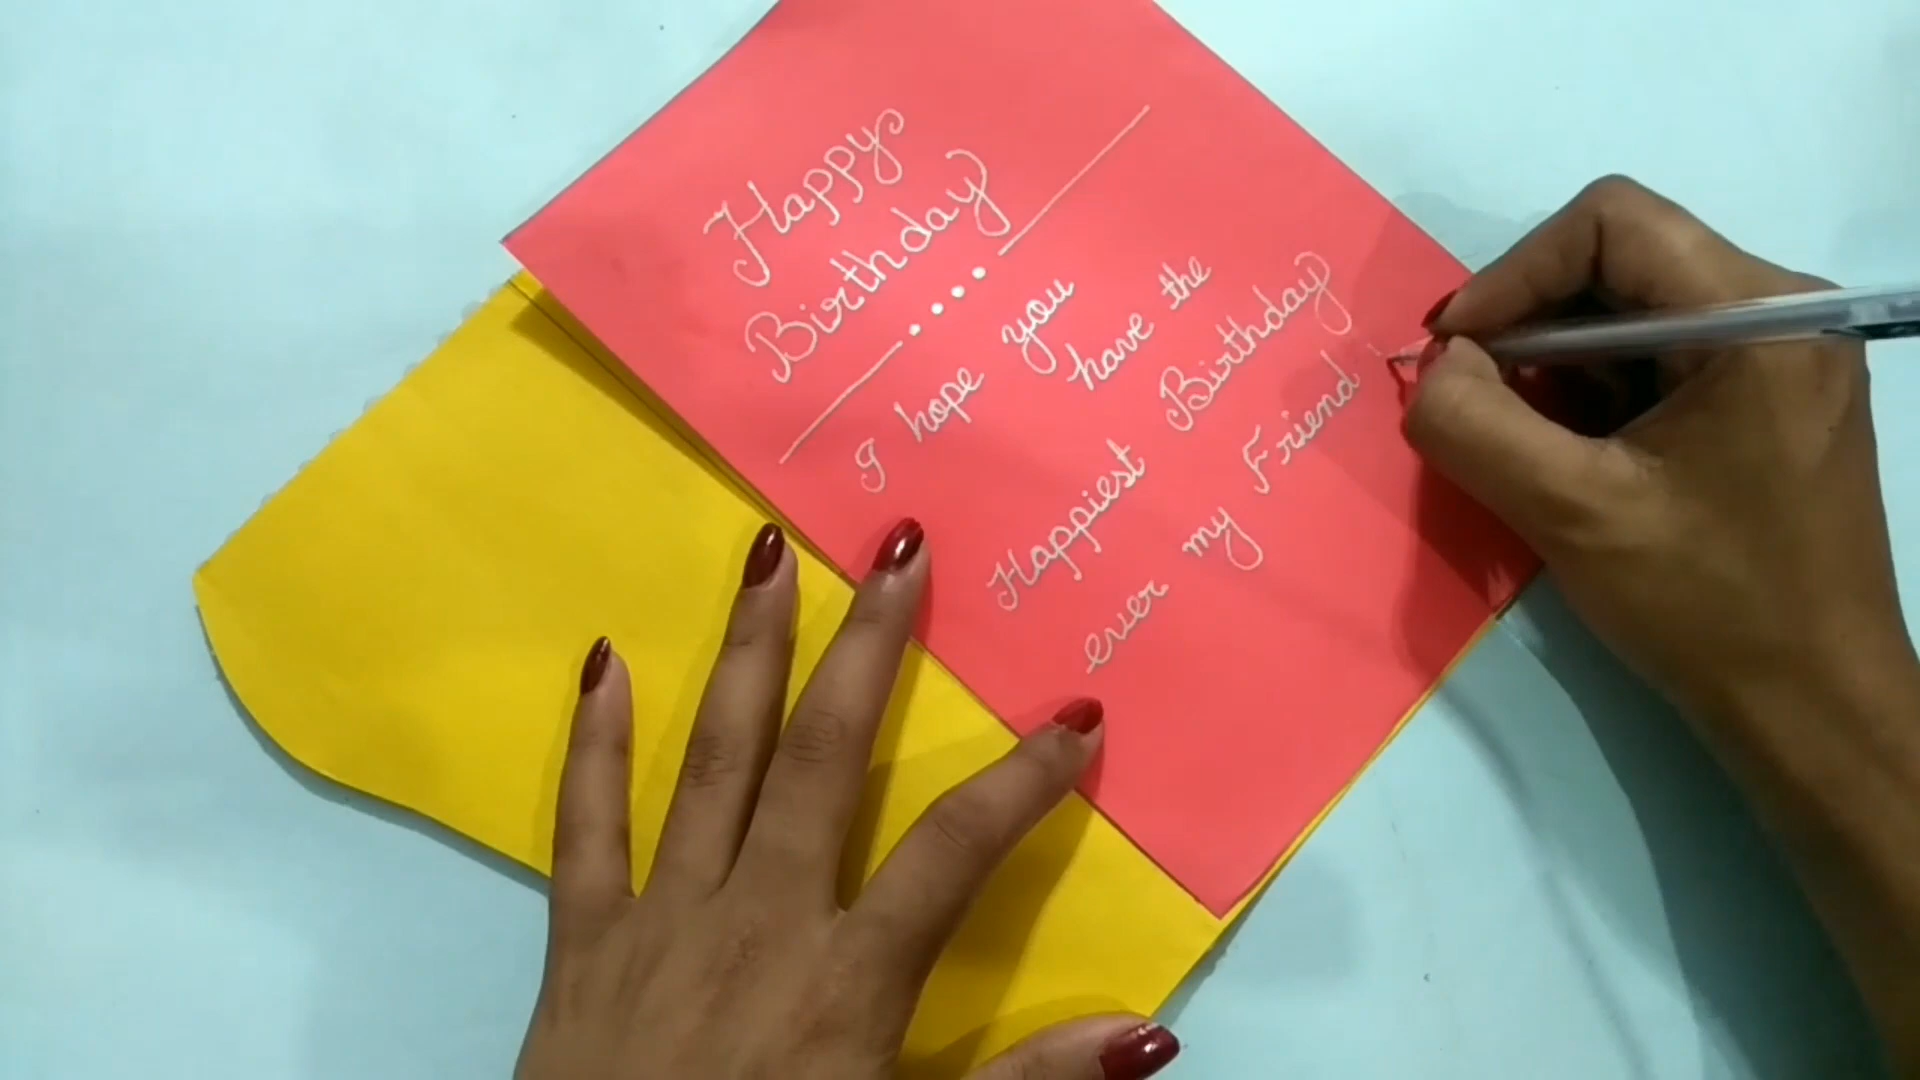 Happy
Birthday
I hope you
have the
Happiest Birthday
ever my Friend